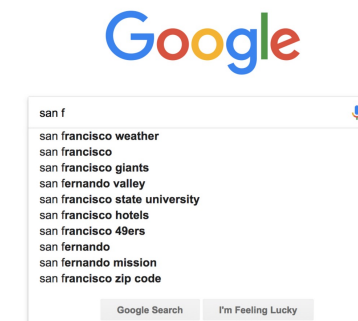 Google
san f
san francisco weather
san francisco
san francisco giants
san fernando valley
san francisco state university
san francisco hotels
san francisco 49ers
san fernando
san fernando mission
san francisco zip code
Google Search I'm Feeling Lucky